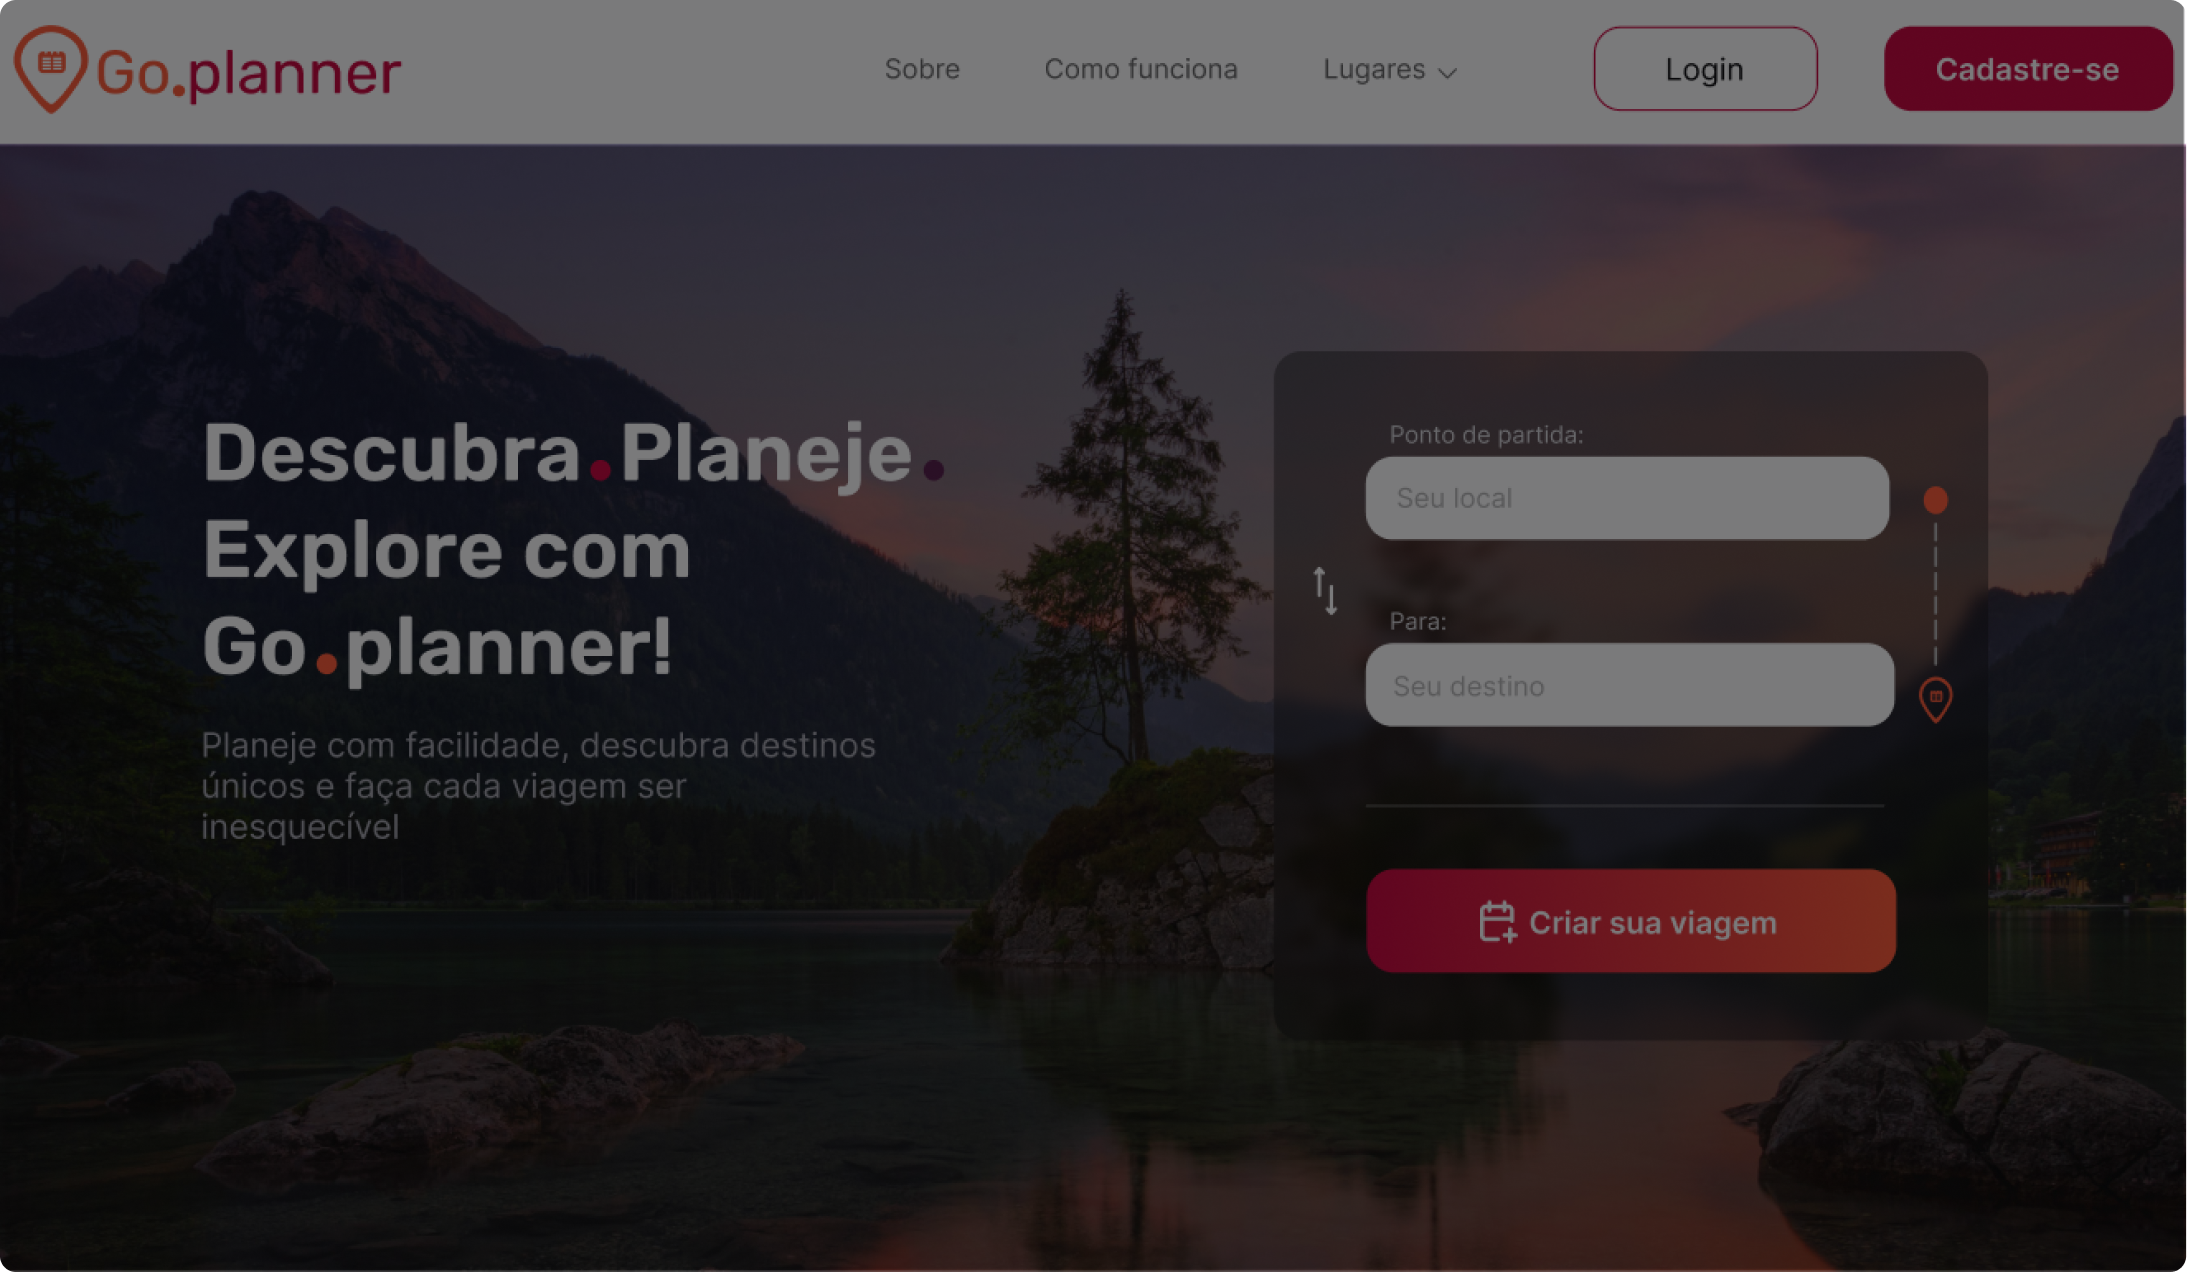 Go.planner
Sobre
Como funciona
Lugares
Login
Cadastre-se
Descubra.Planeje.
Explore com
Go.planner!
Planeje com facilidade, descubra destinos
únicos e faça cada viagem ser
inesquecível
Ponto de partida:
Seu local
Para:
Seu destino
Criar sua viagem